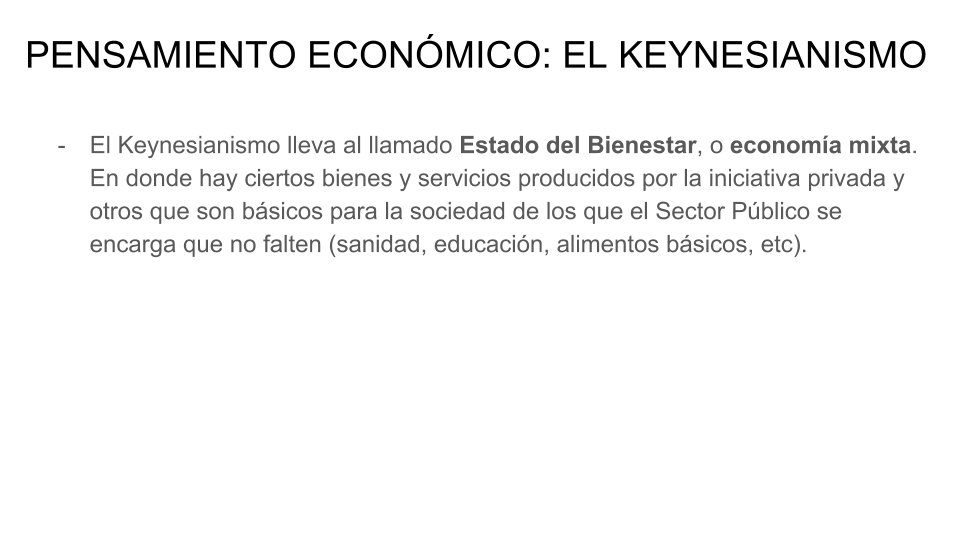 PENSAMIENTO ECONÓMICO: EL KEYNESIANISMO
- El Keynesianismo lleva al llamado Estado del Bienestar, o economía mixta.
En donde hay ciertos bienes y servicios producidos por la iniciativa privada y
otros que son básicos para la sociedad de los que el Sector Público se
encarga que no falten (sanidad, educación, alimentos básicos, etc).